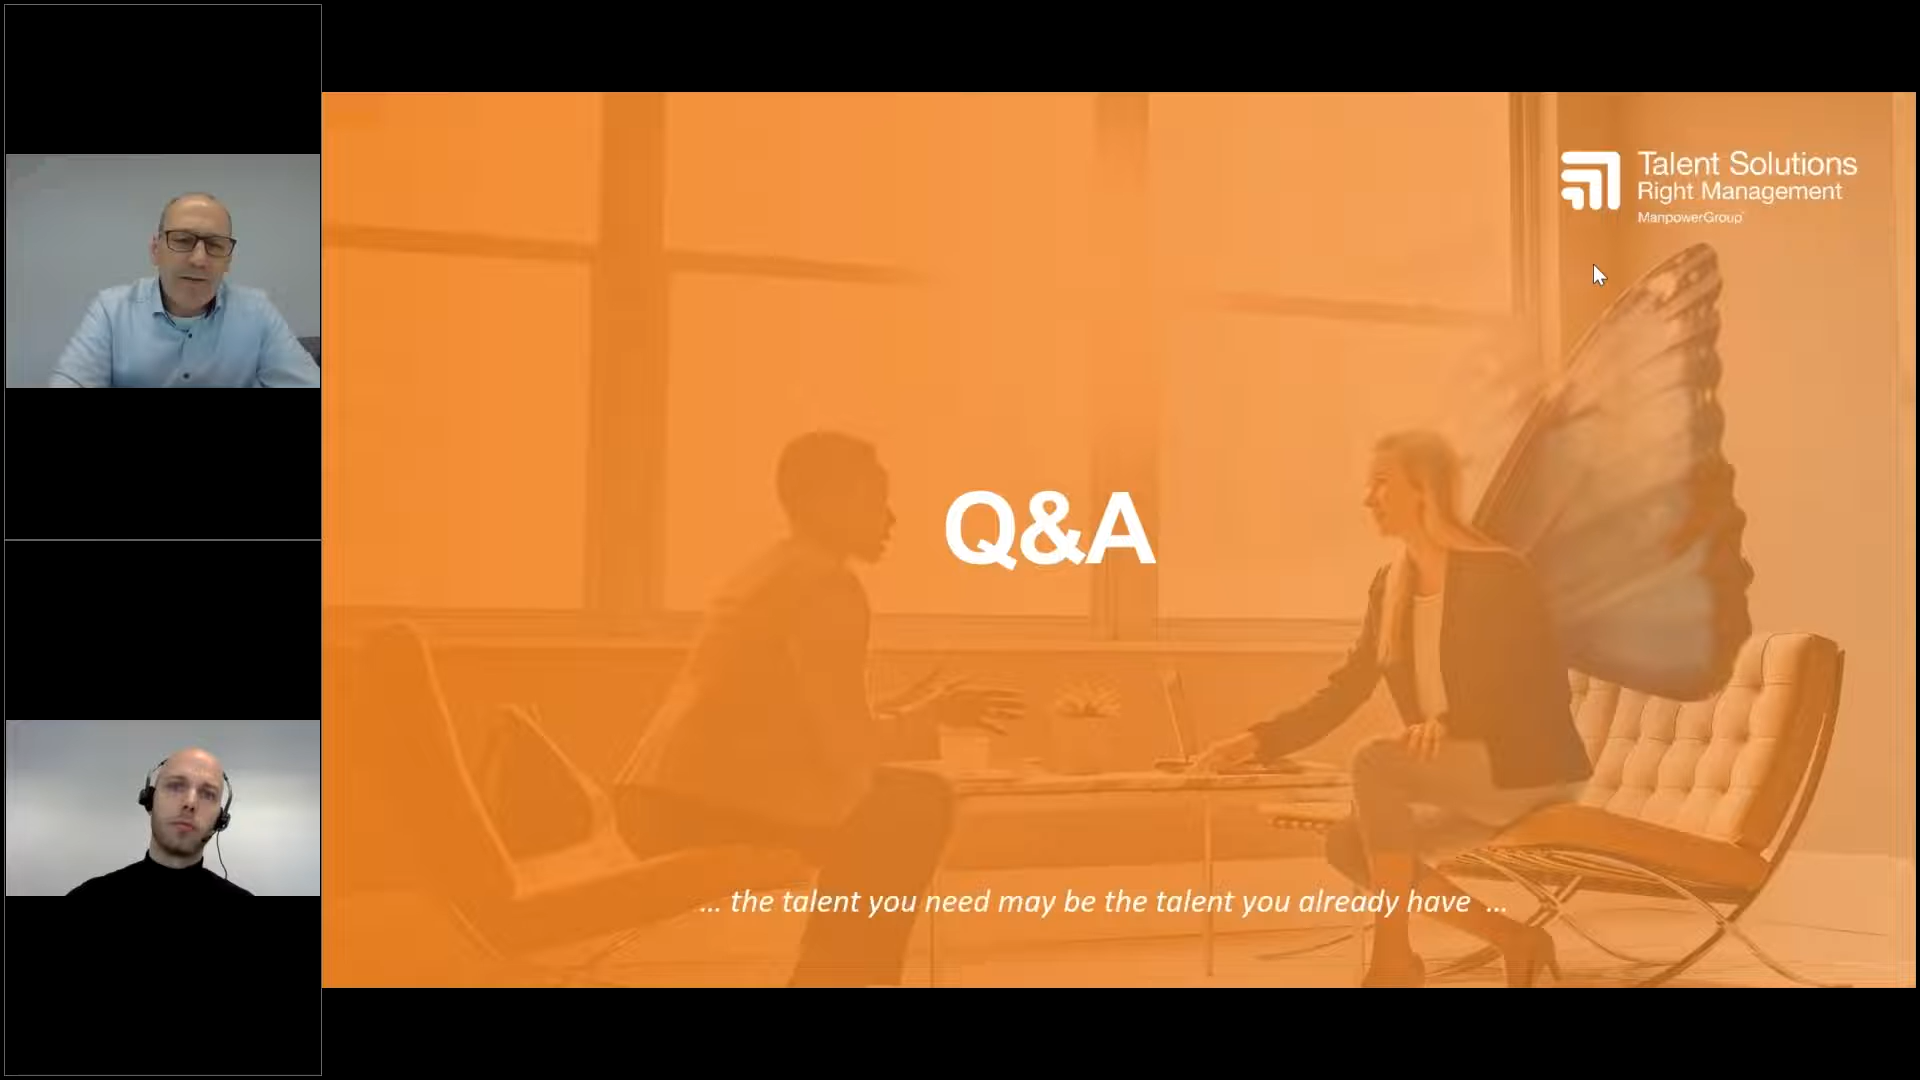 Talent Solutions
Right Management
ManpowerGroup
Q&A
... the talent you need may be the talent you already have ...